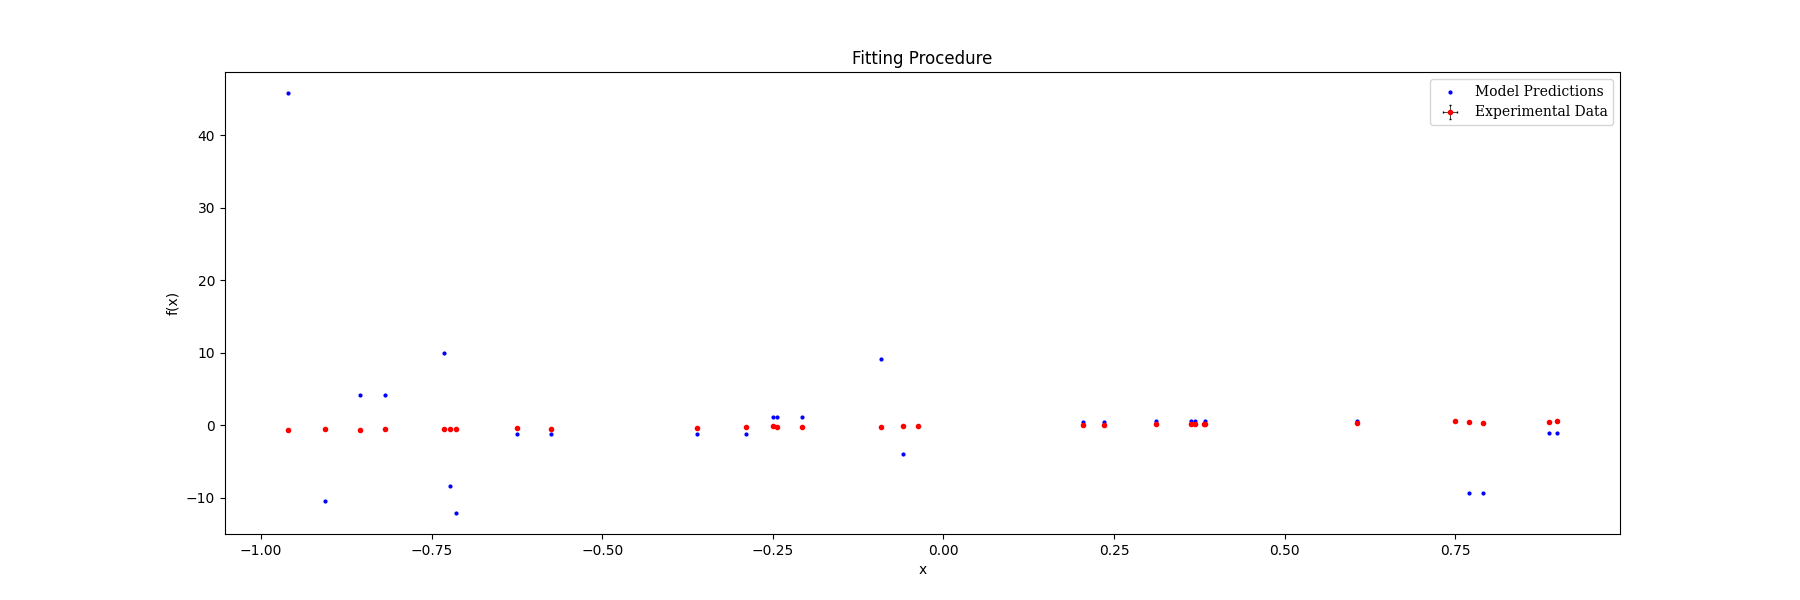 Fitting Procedure
Model Predictions
Experimental Data
f(x)
40
30
20
10
0
−10
−1.00
−0.75
−0.50
−0.25
0.00
0.25
0.50
0.75
x